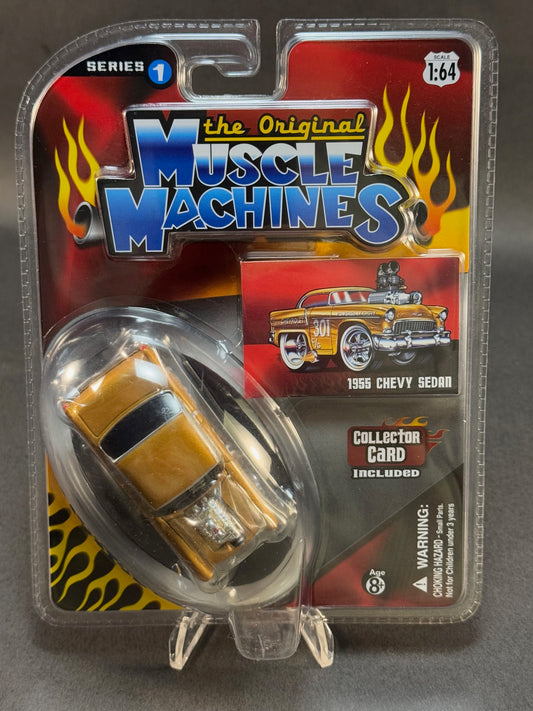 SERIES 1
SCALE
1:64
the Original
MUSCLE
MACHINES
301
1955 CHEVY SEDAN
COLLECTOR
CARD
INCLUDED
WARNING:
CHOKING HAZARD - Small Parts.
Not for Children under 3 years
Age
8+